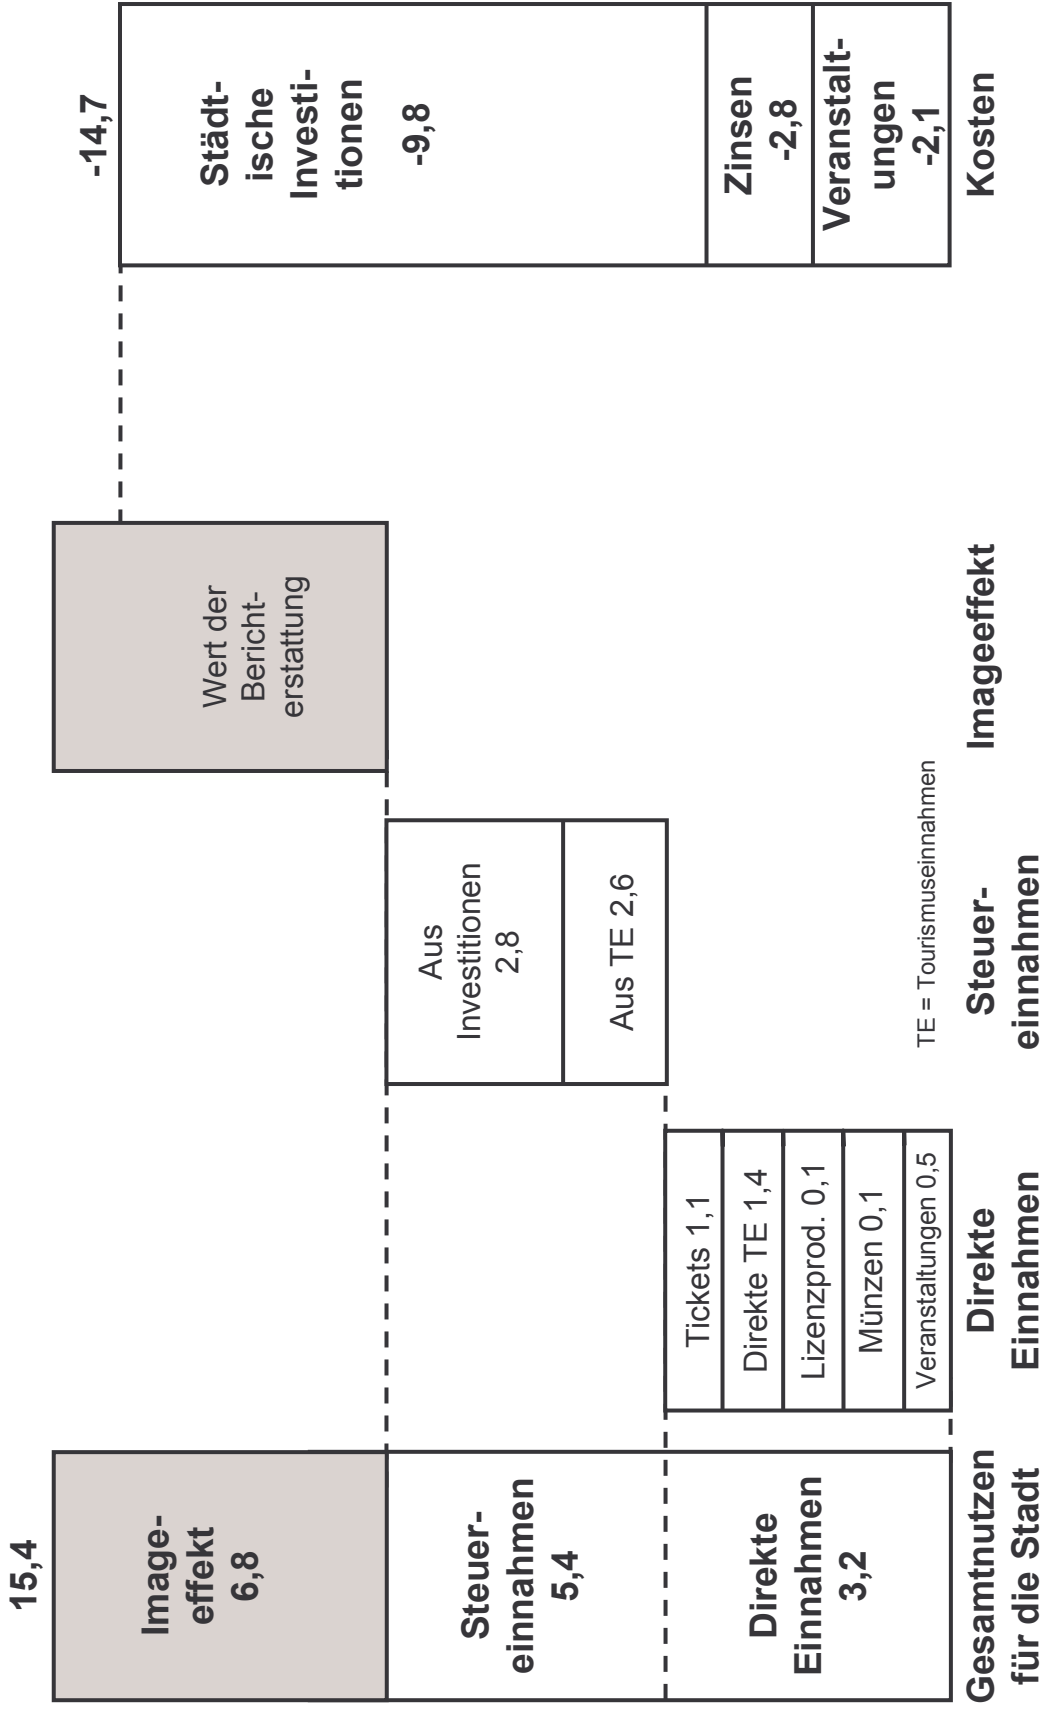 15,4
Image-
effekt
6,8
Steuer-
einnahmen
5,4
Direkte
Einnahmen
3,2
Gesamtnutzen
für die Stadt
Tickets 1,1
Direkte TE 1,4
Lizenzprod. 0,1
Münzen 0,1
Veranstaltungen 0,5
Direkte
Einnahmen
Aus
Investitionen
2,8
Aus TE 2,6
TE = Tourismuseinnahmen
Steuer-
einnahmen
Wert der
Bericht-
erstattung
Imageeffekt
-14,7
Städt-
ische
Investi-
tionen
-9,8
Zinsen
-2,8
Veranstalt-
ungen
-2,1
Kosten